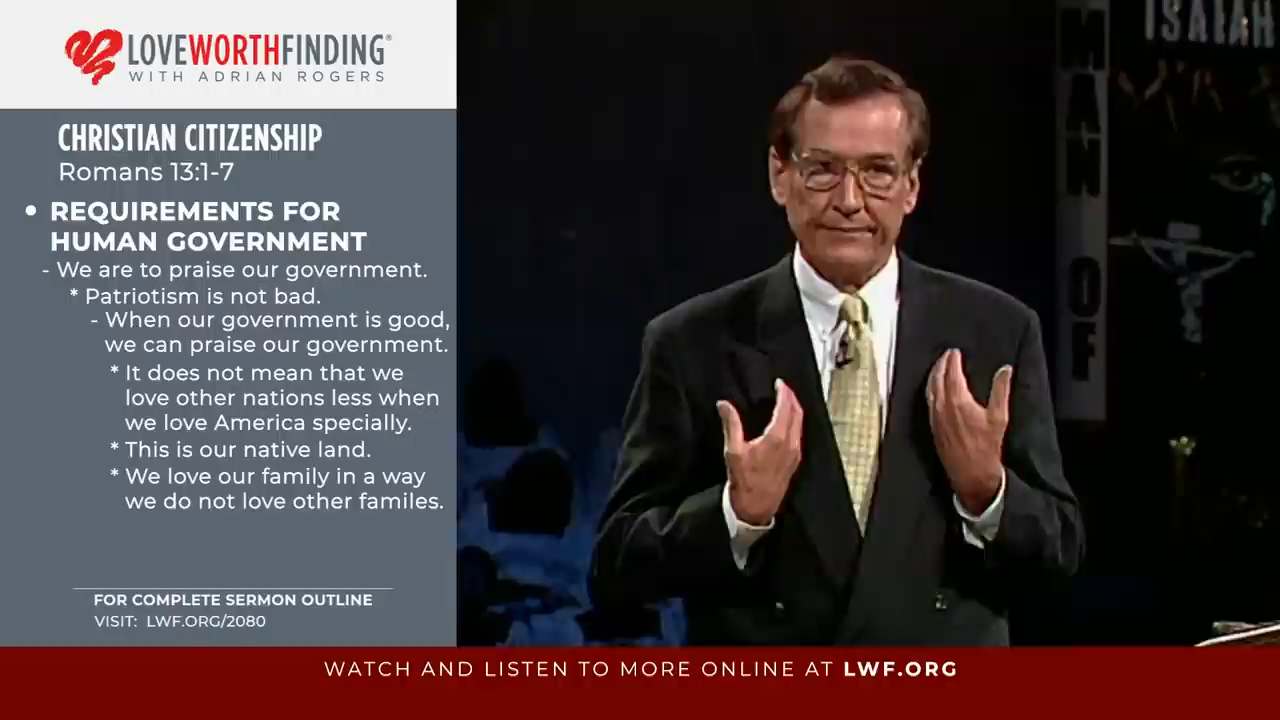 LOVEWORTHFINDING®
WITH ADRIAN ROGERS
CHRISTIAN CITIZENSHIP
Romans 13:1-7
• REQUIREMENTS FOR
HUMAN GOVERNMENT
- We are to praise our government.
* Patriotism is not bad.
- When our government is good,
we can praise our government.
* It does not mean that we
love other nations less when
we love America specially.
* This is our native land.
* We love our family in a way
we do not love other familes.
FOR COMPLETE SERMON OUTLINE
VISIT: LWF.ORG/2080
ISAIAH
MAN OF
WATCH AND LISTEN TO MORE ONLINE AT LWF.ORG